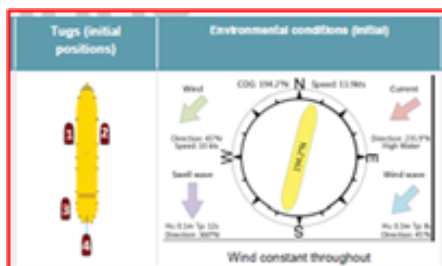 Tugs (initial positions)
Environmental conditions (initial)
1
2
3
4
COG: 194.2°N Speed: 11.9kts
Wind
Direction: 45°N
Speed: 10 kts
Current
High Water
Swell wave
Hs: 0.1m Tp: 12s
Direction: 360°N
Wind wave
Direction: 45°N
N
E
S
W
Wind constant throughout